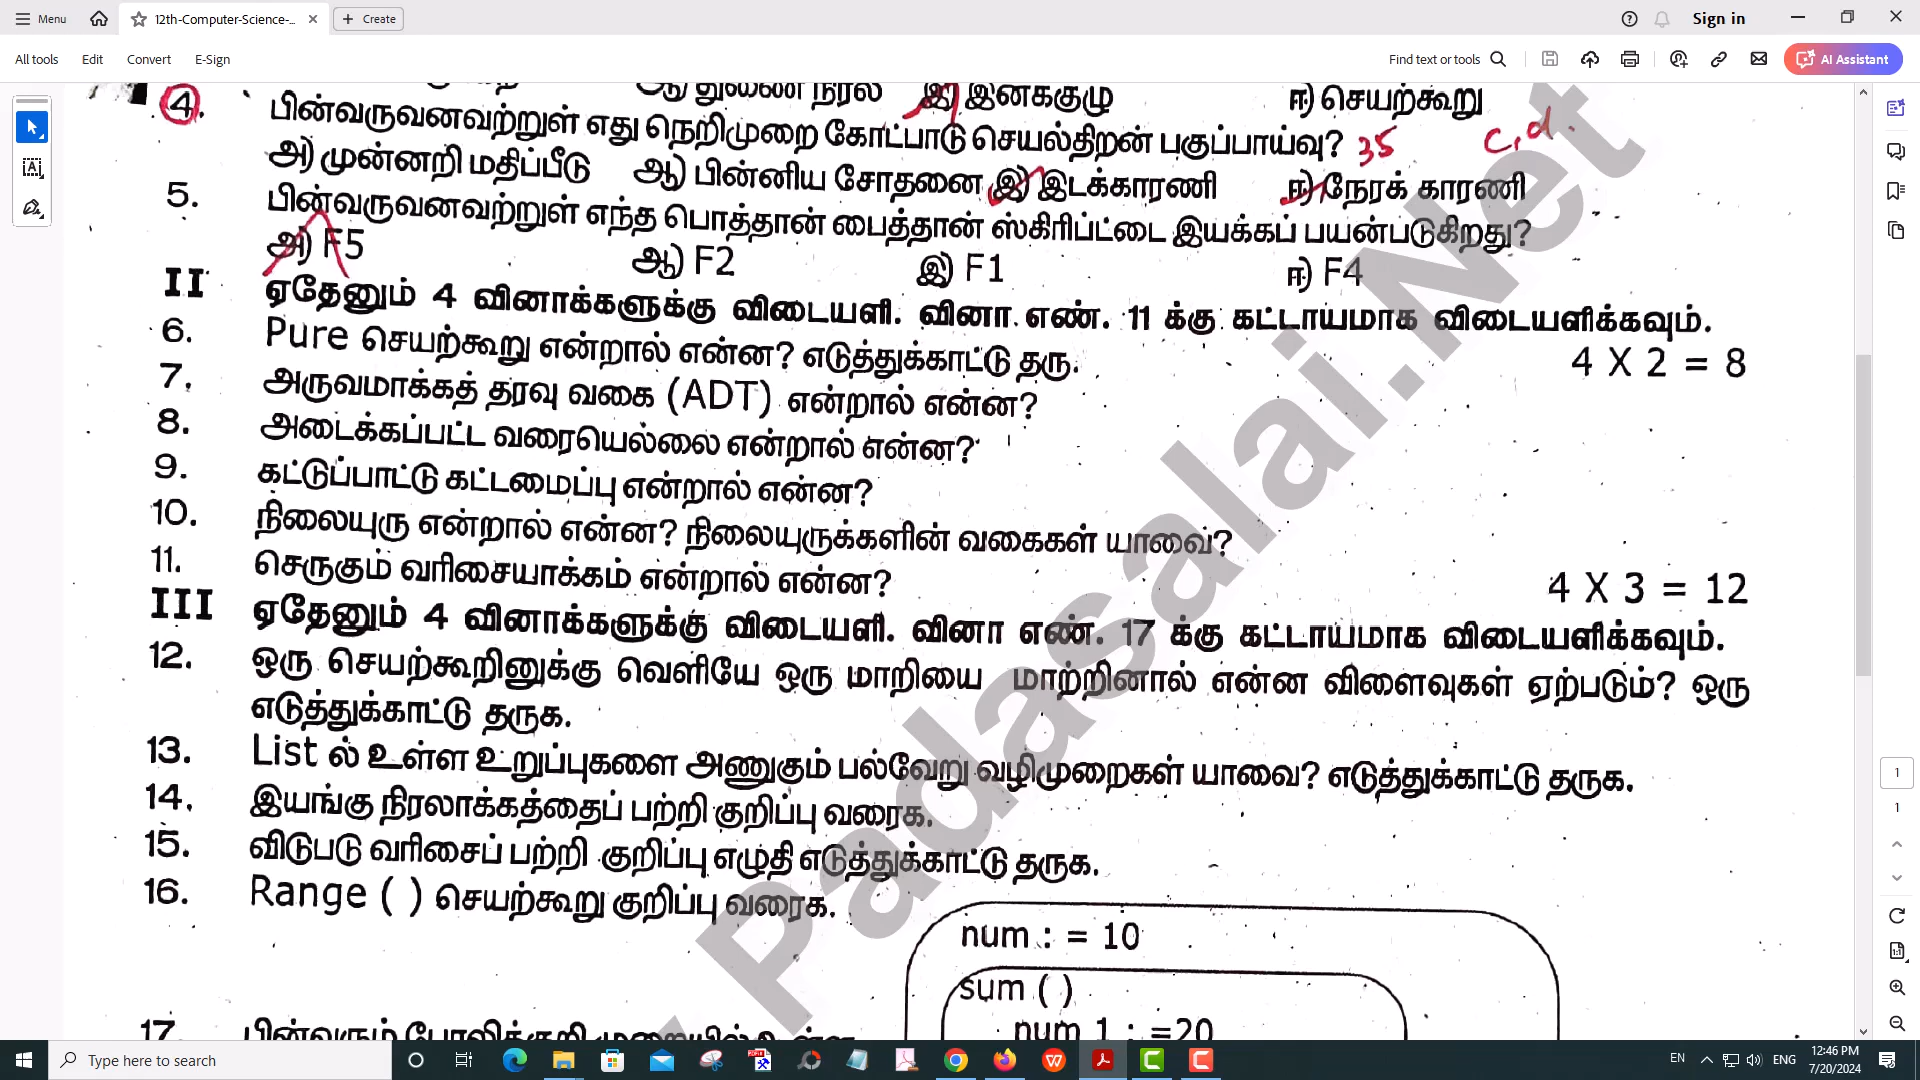 Menu
12th-Computer-Science-...
Create
Sign in
All tools
Edit
Convert
E-Sign
Find text or tools
AI Assistant
ஆ) துணை நிரல் இ) இனக்குழு ஈ) செயற்கூறு
4. பின்வருவனவற்றுள் எது நெறிமுறை கோட்பாடு செயல்திறன் பகுப்பாய்வு? 35 c, d.
அ) முன்னறி மதிப்பீடு ஆ) பின்னிய சோதனை இ) இடக்காரணி ஈ) நேரக் காரணி
5. பின்வருவனவற்றுள் எந்த பொத்தான் பைத்தான் ஸ்கிரிப்ட்டை இயக்கப் பயன்படுகிறது?
அ) F5 ஆ) F2 இ) F1 ஈ) F4
II ஏதேனும் 4 வினாக்களுக்கு விடையளி. வினா எண். 11 க்கு கட்டாயமாக விடையளிக்கவும்.
4 X 2 = 8
6. Pure செயற்கூறு என்றால் என்ன? எடுத்துக்காட்டு தரு.
7. அருவமாக்கத் தரவு வகை (ADT) என்றால் என்ன?
8. அடைக்கப்பட்ட வரையெல்லை என்றால் என்ன?
9. கட்டுப்பாட்டு கட்டமைப்பு என்றால் என்ன?
10. நிலையுரு என்றால் என்ன? நிலையுருக்களின் வகைகள் யாவை?
11. செருகும் வரிசையாக்கம் என்றால் என்ன?
4 X 3 = 12
III ஏதேனும் 4 வினாக்களுக்கு விடையளி. வினா எண். 17 க்கு கட்டாயமாக விடையளிக்கவும்.
12. ஒரு செயற்கூறினுக்கு வெளியே ஒரு மாறியை மாற்றினால் என்ன விளைவுகள் ஏற்படும்? ஒரு
எடுத்துக்காட்டு தருக.
13. List ல் உள்ள உறுப்புகளை அணுகும் பல்வேறு வழிமுறைகள் யாவை? எடுத்துக்காட்டு தருக.
14. இயங்கு நிரலாக்கத்தைப் பற்றி குறிப்பு வரைக.
15. விடுபடு வரிசைப் பற்றி குறிப்பு எழுதி எடுத்துக்காட்டு தருக.
16. Range ( ) செயற்கூறு குறிப்பு வரைக.
num : = 10
sum ( )
num 1 : =20
17. பின்வரும் போலிக்குறி முறையில் உள்ள
Padasalai.Net
1
1
Type here to search
EN
ENG
12:46 PM
7/20/2024